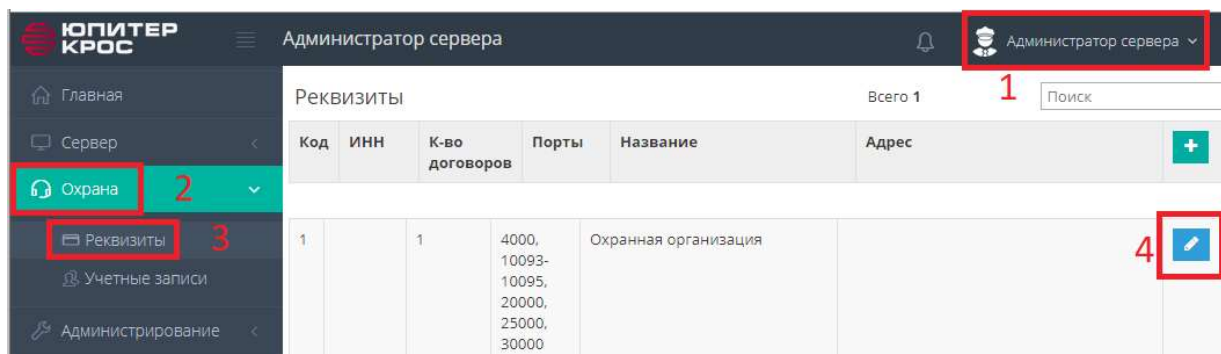 ЮПИТЕР
КРОС
Администратор сервера
Администратор сервера
1
Главная
Реквизиты
Всего 1
Поиск
Сервер
Код
ИНН
К-во
договоров
Порты
Название
Адрес
+
Охрана
2
Реквизиты
3
1
1
4000,
10093-
10095,
20000,
25000,
30000
Охранная организация
4
Учетные записи
Администрирование